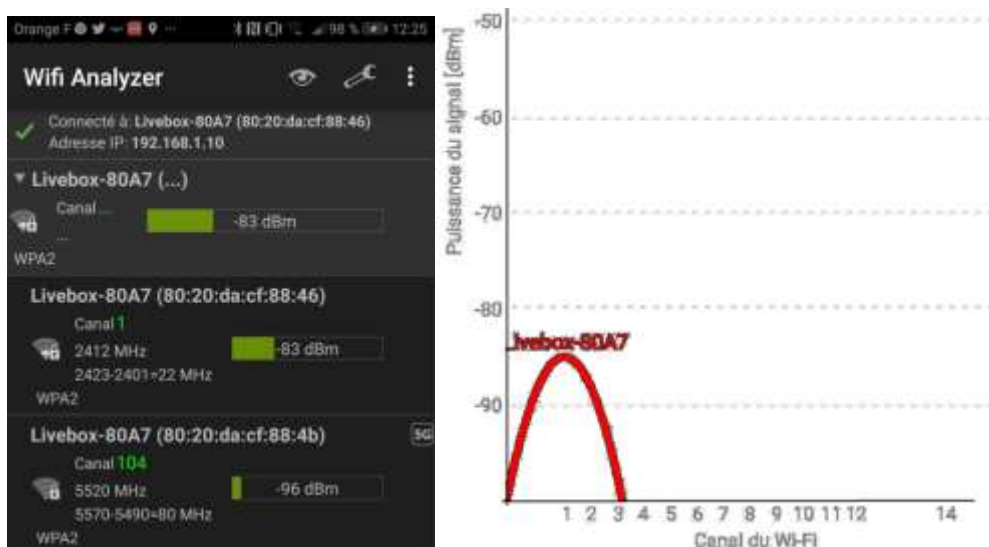 Orange F ... 98 % 12:25
Wifi Analyzer
Connecté à: Livebox-80A7 (80:20:da:cf:88:46)
Adresse IP: 192.168.1.10
Livebox-80A7 (...)
Canal ...
-83 dBm
...
WPA2
Livebox-80A7 (80:20:da:cf:88:46)
Canal 1
2412 MHz
-83 dBm
2423-2401=22 MHz
WPA2
Livebox-80A7 (80:20:da:cf:88:4b)
5G
Canal 104
5520 MHz
-96 dBm
5570-5490=80 MHz
WPA2
Puissance du signal [dBm]
-50
-60
-70
-80
-90
ivebox-80A7
1 2 3 4 5 6 7 8 9 10 11 12 14
Canal du Wi-Fi